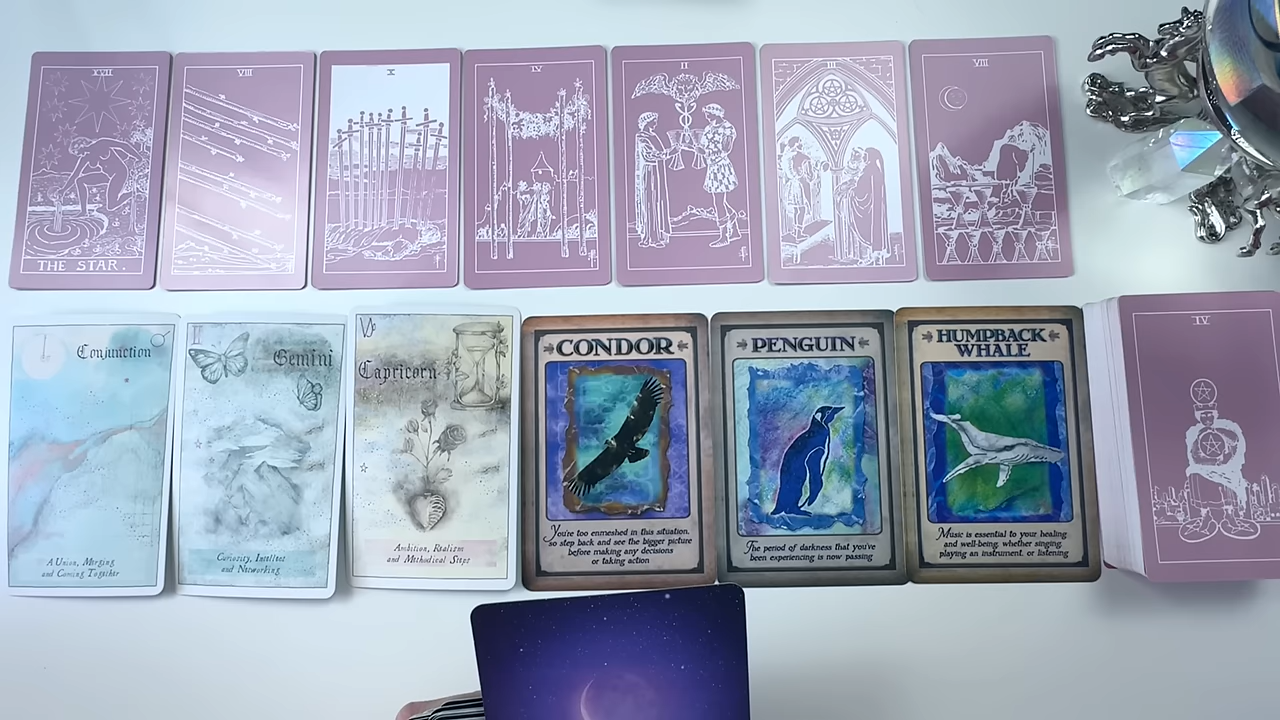 XVII
VIII
X
IV
II
III
VIII
THE STAR.
Conjunction
A Union, Merging
and Coming Together
II
Gemini
Curiosity, Intellect
and Networking
Capricorn
Ambition, Realism
and Methodical Steps
CONDOR
You're too enmeshed in this situation,
so step back and see the bigger picture
before making any decisions
or taking action
PENGUIN
The period of darkness that you've
been experiencing is now passing
HUMPBACK
WHALE
Music is essential to your healing
and well-being, whether singing,
playing an instrument, or listening
IV